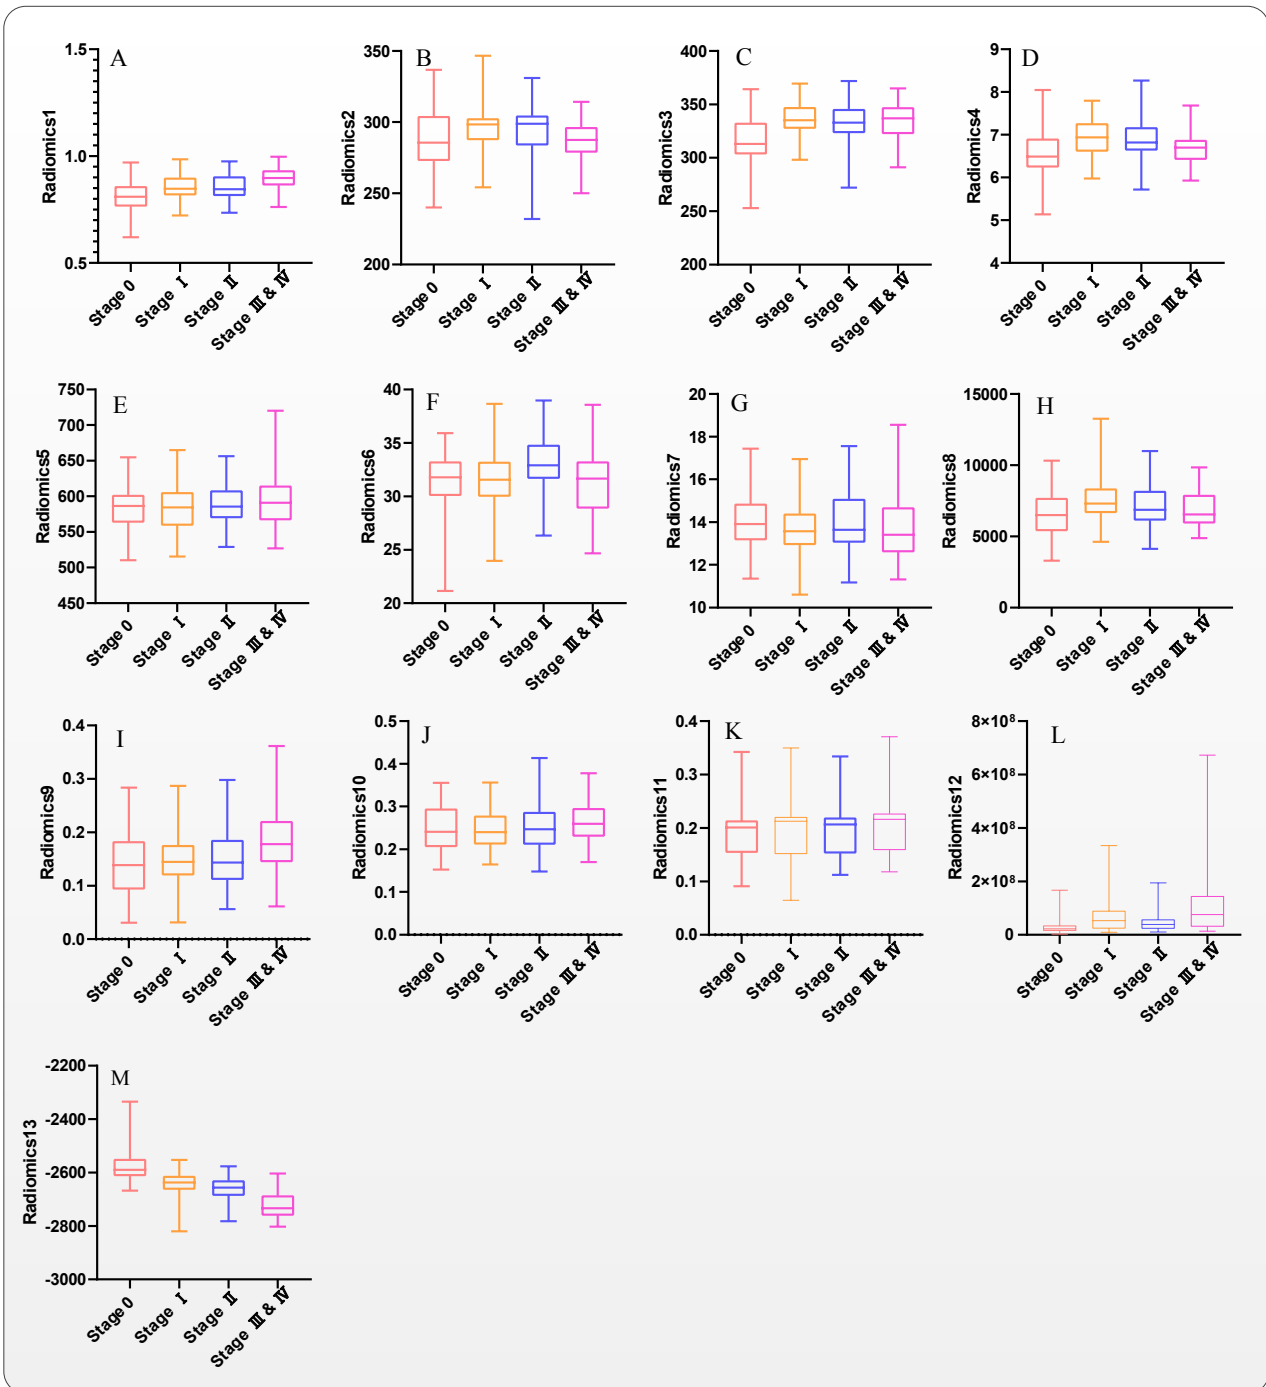 A
Radiomics1
1.5
1.0
0.5
Stage 0
Stage Ⅰ
Stage Ⅱ
Stage Ⅲ & Ⅳ
B
Radiomics2
350
300
250
200
Stage 0
Stage Ⅰ
Stage Ⅱ
Stage Ⅲ & Ⅳ
C
Radiomics3
400
350
300
250
200
Stage 0
Stage Ⅰ
Stage Ⅱ
Stage Ⅲ & Ⅳ
D
Radiomics4
9
8
7
6
5
4
Stage 0
Stage Ⅰ
Stage Ⅱ
Stage Ⅲ & Ⅳ
E
Radiomics5
750
700
650
600
550
500
450
Stage 0
Stage Ⅰ
Stage Ⅱ
Stage Ⅲ & Ⅳ
F
Radiomics6
40
35
30
25
20
Stage 0
Stage Ⅰ
Stage Ⅱ
Stage Ⅲ & Ⅳ
G
Radiomics7
20
18
16
14
12
10
Stage 0
Stage Ⅰ
Stage Ⅱ
Stage Ⅲ & Ⅳ
H
Radiomics8
15000
10000
5000
0
Stage 0
Stage Ⅰ
Stage Ⅱ
Stage Ⅲ & Ⅳ
I
Radiomics9
0.4
0.3
0.2
0.1
0.0
Stage 0
Stage Ⅰ
Stage Ⅱ
Stage Ⅲ & Ⅳ
J
Radiomics10
0.5
0.4
0.3
0.2
0.1
0.0
Stage 0
Stage Ⅰ
Stage Ⅱ
Stage Ⅲ & Ⅳ
K
Radiomics11
0.4
0.3
0.2
0.1
0.0
Stage 0
Stage Ⅰ
Stage Ⅱ
Stage Ⅲ & Ⅳ
L
Radiomics12
8×10⁸
6×10⁸
4×10⁸
2×10⁸
0
Stage 0
Stage Ⅰ
Stage Ⅱ
Stage Ⅲ & Ⅳ
M
Radiomics13
-2200
-2400
-2600
-2800
-3000
Stage 0
Stage Ⅰ
Stage Ⅱ
Stage Ⅲ & Ⅳ